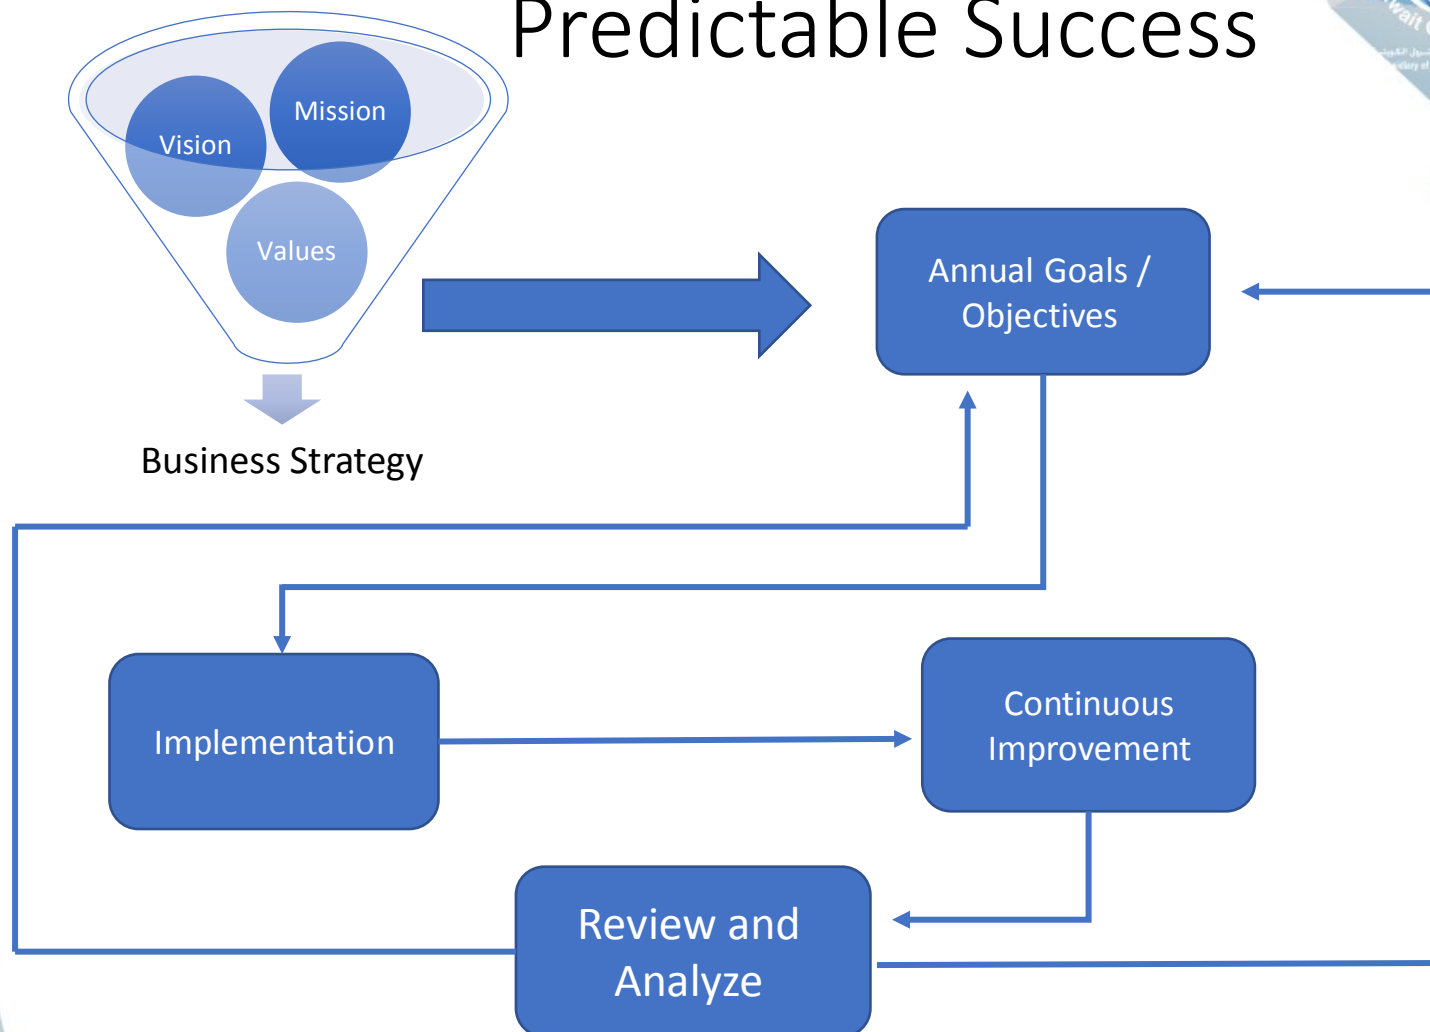 Predictable Success
Mission
Vision
Values
Annual Goals /
Objectives
Business Strategy
Implementation
Continuous
Improvement
Review and
Analyze